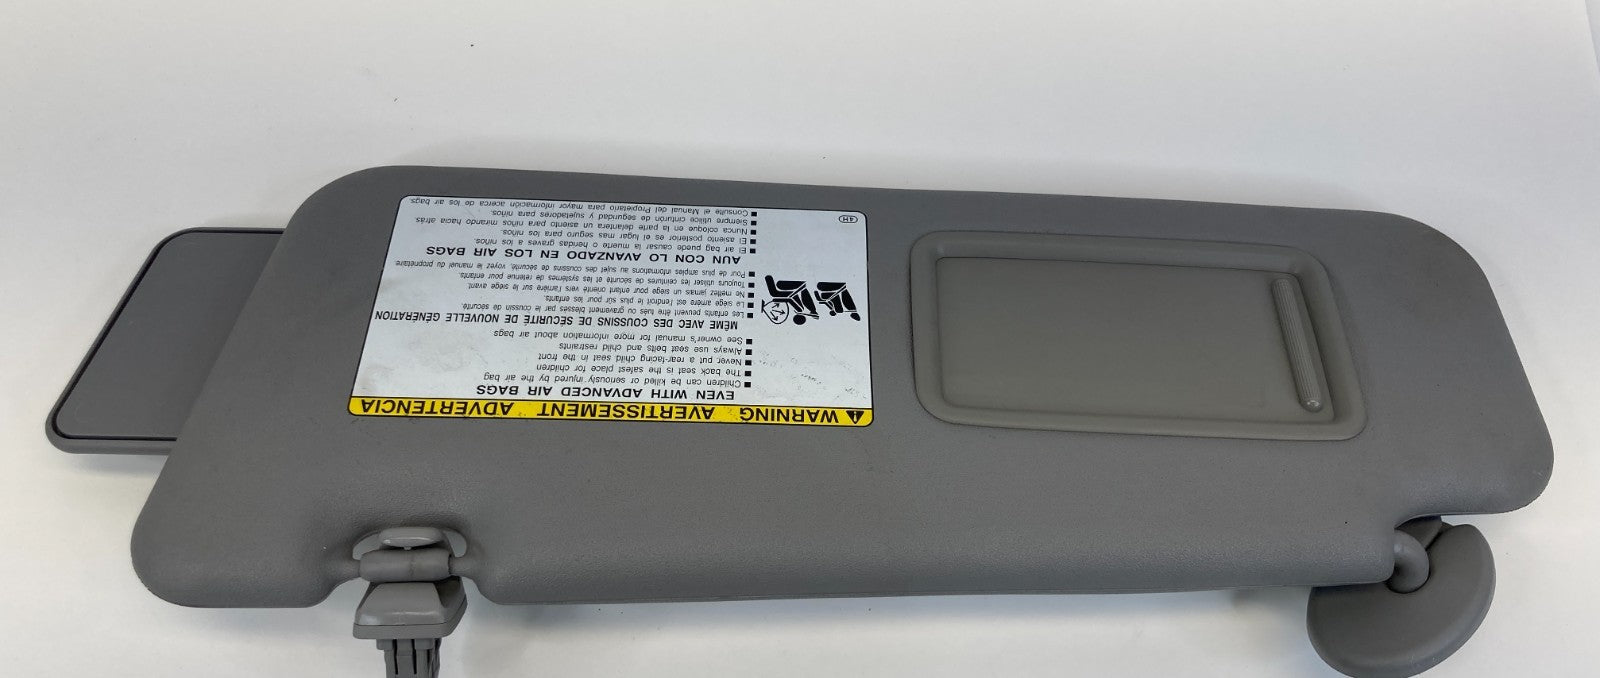 WARNING AVERTISSEMENT ADVERTENCIA
EVEN WITH ADVANCED AIR BAGS
■ Children can be killed or seriously injured by the air bag
■ The back seat is the safest place for children
■ Never put a rear-facing child seat in the front
■ Always use seat belts and child restraints
■ See owner's manual for more information about air bags
MÊME AVEC DES COUSSINS DE SÉCURITÉ DE NOUVELLE GÉNÉRATION
■ Les enfants peuvent être tués ou gravement blessés par le coussin de sécurité.
■ Le siège arrière est l'endroit le plus sûr pour les enfants.
■ Ne mettez jamais un siège pour enfant orienté vers l'arrière sur le siège avant.
■ Toujours utiliser les ceintures de sécurité et les systèmes de retenue pour enfants.
■ Pour de plus amples informations au sujet des coussins de sécurité, voyez le manuel du propriétaire.
AUN CON LO AVANZADO EN LOS AIR BAGS
■ El air bag puede causar la muerte o heridas graves a los niños.
■ El asiento posterior es el lugar mas seguro para los niños.
■ Nunca coloque en la parte delantera un asiento para niños mirando hacia atrás.
■ Siempre utilice cinturón de seguridad y sujetadores para niños.
■ Consulte el Manual del Propietario para mayor información acerca de los air bags
4H